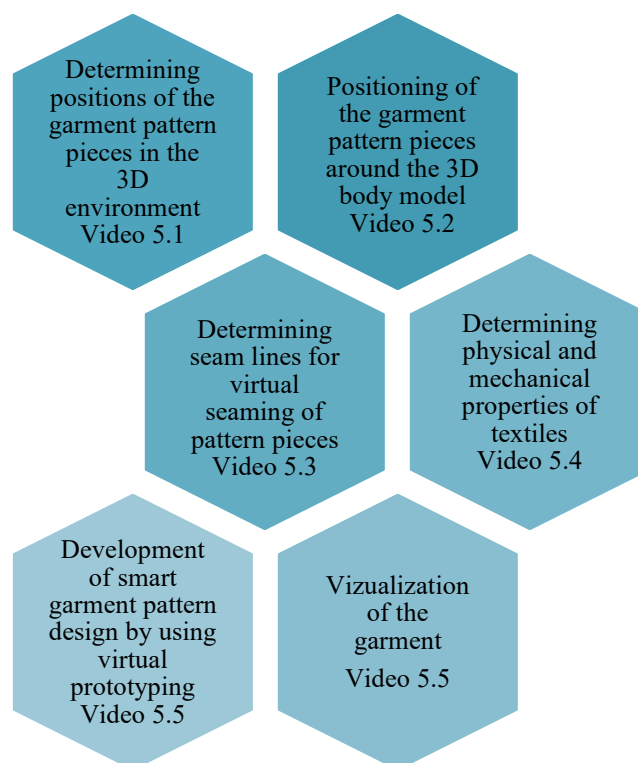 Determining
positions of the
garment pattern
pieces in the
3D
environment
Video 5.1
Positioning of
the garment
pattern pieces
around the 3D
body model
Video 5.2
Determining
seam lines for
virtual
seaming of
pattern pieces
Video 5.3
Determining
physical and
mechanical
properties of
textiles
Video 5.4
Development
of smart
garment pattern
design by using
virtual
prototyping
Video 5.5
Vizualization
of the
garment
Video 5.5